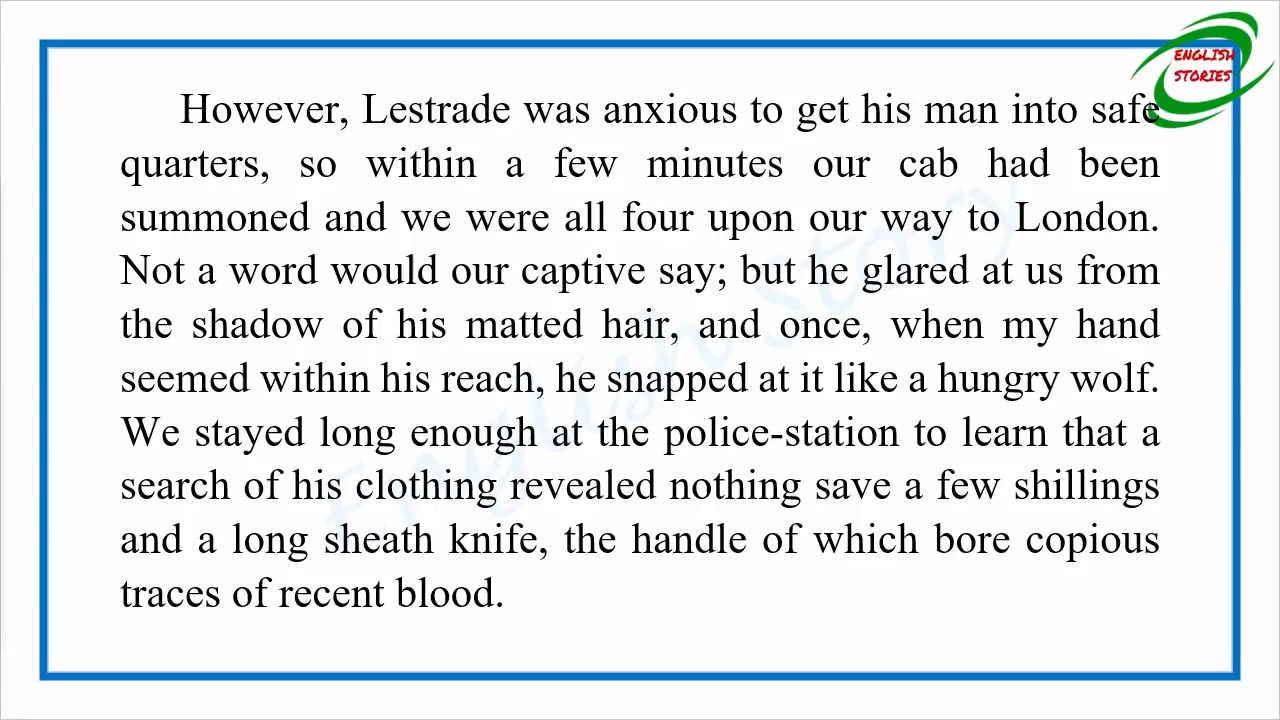 ENGLISH
STORIES
However, Lestrade was anxious to get his man into safe
quarters, so within a few minutes our cab had been
summoned and we were all four upon our way to London.
Not a word would our captive say; but he glared at us from
the shadow of his matted hair, and once, when my hand
seemed within his reach, he snapped at it like a hungry wolf.
We stayed long enough at the police-station to learn that a
search of his clothing revealed nothing save a few shillings
and a long sheath knife, the handle of which bore copious
traces of recent blood.
English Story